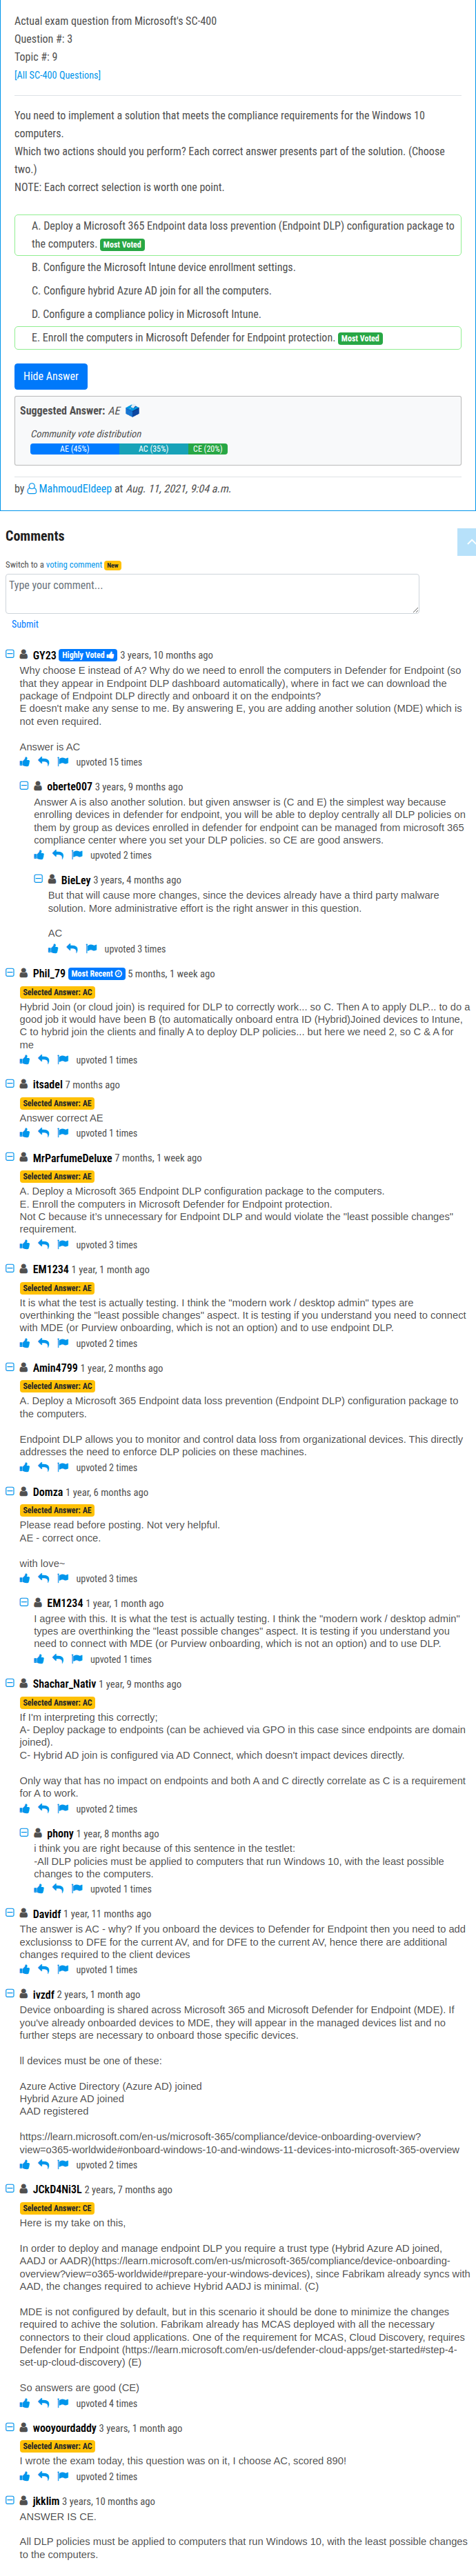 Actual exam question from Microsoft's SC-400
Question #: 3
Topic #: 9
[All SC-400 Questions]
You need to implement a solution that meets the compliance requirements for the Windows 10
computers.
Which two actions should you perform? Each correct answer presents part of the solution. (Choose
two.)
NOTE: Each correct selection is worth one point.
A. Deploy a Microsoft 365 Endpoint data loss prevention (Endpoint DLP) configuration package to
the computers. Most Voted
B. Configure the Microsoft Intune device enrollment settings.
C. Configure hybrid Azure AD join for all the computers.
D. Configure a compliance policy in Microsoft Intune.
E. Enroll the computers in Microsoft Defender for Endpoint protection. Most Voted
Hide Answer
Suggested Answer: AE
Community vote distribution
AE (45%) AC (35%) CE (20%)
by MahmoudEldeep at Aug. 11, 2021, 9:04 a.m.
Comments
Switch to a voting comment New
Type your comment...
Submit
GY23 Highly Voted 3 years, 10 months ago
Why choose E instead of A? Why do we need to enroll the computers in Defender for Endpoint (so
that they appear in Endpoint DLP dashboard automatically), where in fact we can download the
package of Endpoint DLP directly and onboard it on the endpoints?
E doesn't make any sense to me. By answering E, you are adding another solution (MDE) which is
not even required.
Answer is AC
upvoted 15 times
oberte007 3 years, 9 months ago
Answer A is also another solution. but given answser is (C and E) the simplest way because
enrolling devices in defender for endpoint, you will be able to deploy centrally all DLP policies on
them by group as devices enrolled in defender for endpoint can be managed from microsoft 365
compliance center where you set your DLP policies. so CE are good answers.
upvoted 2 times
BieLey 3 years, 4 months ago
But that will cause more changes, since the devices already have a third party malware
solution. More administrative effort is the right answer in this question.
AC
upvoted 3 times
Phil_79 Most Recent 5 months, 1 week ago
Selected Answer: AC
Hybrid Join (or cloud join) is required for DLP to correctly work... so C. Then A to apply DLP... to do a
good job it would have been B (to automatically onboard entra ID (Hybrid)Joined devices to Intune,
C to hybrid join the clients and finally A to deploy DLP policies... but here we need 2, so C & A for
me
upvoted 1 times
itsadel 7 months ago
Selected Answer: AE
Answer correct AE
upvoted 1 times
MrParfumeDeluxe 7 months, 1 week ago
Selected Answer: AE
A. Deploy a Microsoft 365 Endpoint DLP configuration package to the computers.
E. Enroll the computers in Microsoft Defender for Endpoint protection.
Not C because it's unnecessary for Endpoint DLP and would violate the "least possible changes"
requirement.
upvoted 3 times
EM1234 1 year, 1 month ago
Selected Answer: AE
It is what the test is actually testing. I think the "modern work / desktop admin" types are
overthinking the "least possible changes" aspect. It is testing if you understand you need to connect
with MDE (or Purview onboarding, which is not an option) and to use endpoint DLP.
upvoted 2 times
Amin4799 1 year, 2 months ago
Selected Answer: AC
A. Deploy a Microsoft 365 Endpoint data loss prevention (Endpoint DLP) configuration package to
the computers.
Endpoint DLP allows you to monitor and control data loss from organizational devices. This directly
addresses the need to enforce DLP policies on these machines.
upvoted 2 times
Domza 1 year, 6 months ago
Selected Answer: AE
Please read before posting. Not very helpful.
AE - correct once.
with love~
upvoted 3 times
EM1234 1 year, 1 month ago
I agree with this. It is what the test is actually testing. I think the "modern work / desktop admin"
types are overthinking the "least possible changes" aspect. It is testing if you understand you
need to connect with MDE (or Purview onboarding, which is not an option) and to use DLP.
upvoted 1 times
Shachar_Nativ 1 year, 9 months ago
Selected Answer: AC
If I'm interpreting this correctly;
A- Deploy package to endpoints (can be achieved via GPO in this case since endpoints are domain
joined).
C- Hybrid AD join is configured via AD Connect, which doesn't impact devices directly.
Only way that has no impact on endpoints and both A and C directly correlate as C is a requirement
for A to work.
upvoted 2 times
phony 1 year, 8 months ago
i think you are right because of this sentence in the testlet:
-All DLP policies must be applied to computers that run Windows 10, with the least possible
changes to the computers.
upvoted 1 times
Davidf 1 year, 11 months ago
The answer is AC - why? If you onboard the devices to Defender for Endpoint then you need to add
exclusionss to DFE for the current AV, and for DFE to the current AV, hence there are additional
changes required to the client devices
upvoted 1 times
ivzdf 2 years, 1 month ago
Device onboarding is shared across Microsoft 365 and Microsoft Defender for Endpoint (MDE). If
you've already onboarded devices to MDE, they will appear in the managed devices list and no
further steps are necessary to onboard those specific devices.
ll devices must be one of these:
Azure Active Directory (Azure AD) joined
Hybrid Azure AD joined
AAD registered
https://learn.microsoft.com/en-us/microsoft-365/compliance/device-onboarding-overview?
view=o365-worldwide#onboard-windows-10-and-windows-11-devices-into-microsoft-365-overview
upvoted 2 times
JCkD4Ni3L 2 years, 7 months ago
Selected Answer: CE
Here is my take on this,
In order to deploy and manage endpoint DLP you require a trust type (Hybrid Azure AD joined,
AADJ or AADR)(https://learn.microsoft.com/en-us/microsoft-365/compliance/device-onboarding-
overview?view=o365-worldwide#prepare-your-windows-devices), since Fabrikam already syncs with
AAD, the changes required to achieve Hybrid AADJ is minimal. (C)
MDE is not configured by default, but in this scenario it should be done to minimize the changes
required to achive the solution. Fabrikam already has MCAS deployed with all the necessary
connectors to their cloud applications. One of the requirement for MCAS, Cloud Discovery, requires
Defender for Endpoint (https://learn.microsoft.com/en-us/defender-cloud-apps/get-started#step-4-
set-up-cloud-discovery) (E)
So answers are good (CE)
upvoted 4 times
wooyourdaddy 3 years, 1 month ago
Selected Answer: AC
I wrote the exam today, this question was on it, I choose AC, scored 890!
upvoted 2 times
jkklim 3 years, 10 months ago
ANSWER IS CE.
All DLP policies must be applied to computers that run Windows 10, with the least possible changes
to the computers.